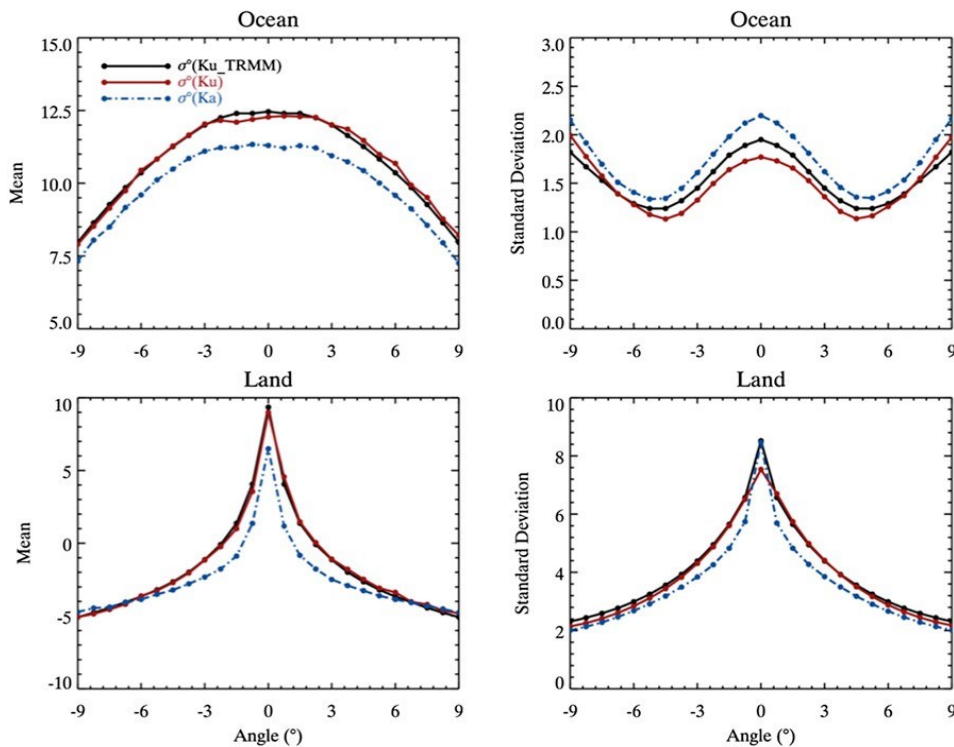 Ocean
15.0
12.5
10.0
7.5
5.0
Mean
σ°(Ku_TRMM)
σ°(Ku)
σ°(Ka)
-9 -6 -3 0 3 6 9
Ocean
3.0
2.5
2.0
1.5
1.0
0.5
0.0
Standard Deviation
-9 -6 -3 0 3 6 9
Land
10
5
0
-5
-10
Mean
-9 -6 -3 0 3 6 9
Angle (°)
Land
8
6
4
2
0
Standard Deviation
-9 -6 -3 0 3 6 9
Angle (°)